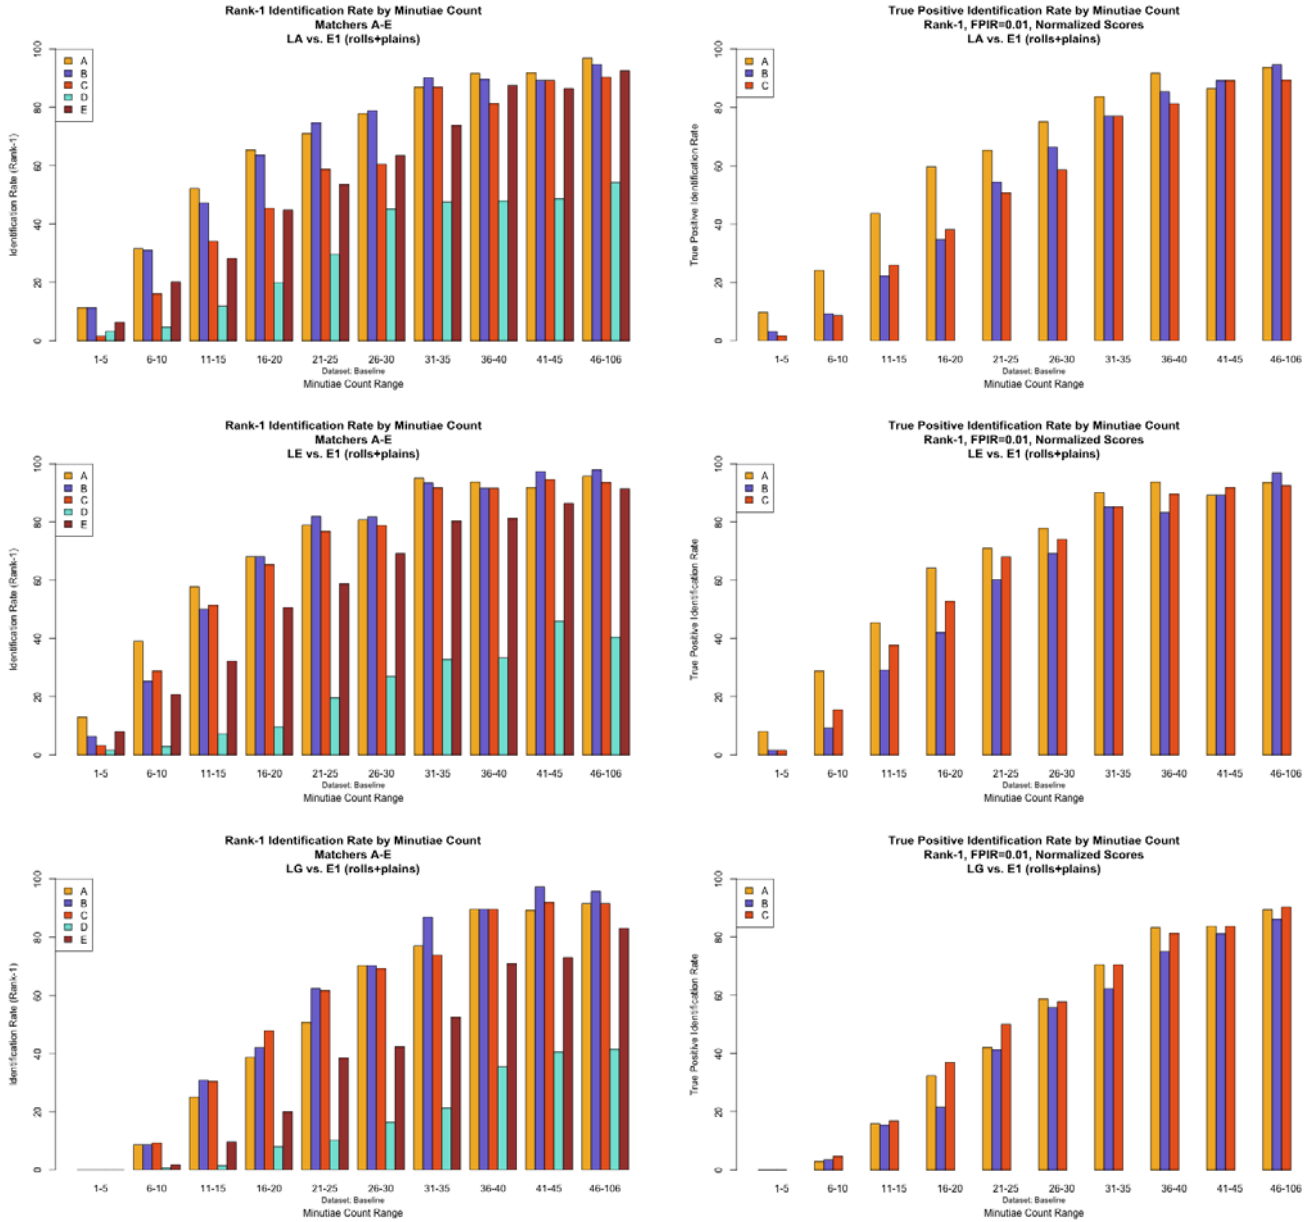 Rank-1 Identification Rate by Minutiae Count
Matchers A-E
LA vs. E1 (rolls+plains)
A
B
C
D
E
Identification Rate (Rank-1)
0
20
40
60
80
100
1-5
6-10
11-15
16-20
21-25
26-30
31-35
36-40
41-45
46-106
Dataset: Baseline
Minutiae Count Range
True Positive Identification Rate by Minutiae Count
Rank-1, FPIR=0.01, Normalized Scores
LA vs. E1 (rolls+plains)
A
B
C
True Positive Identification Rate
0
20
40
60
80
100
1-5
6-10
11-15
16-20
21-25
26-30
31-35
36-40
41-45
46-106
Dataset: Baseline
Minutiae Count Range
Rank-1 Identification Rate by Minutiae Count
Matchers A-E
LE vs. E1 (rolls+plains)
A
B
C
D
E
Identification Rate (Rank-1)
0
20
40
60
80
100
1-5
6-10
11-15
16-20
21-25
26-30
31-35
36-40
41-45
46-106
Dataset: Baseline
Minutiae Count Range
True Positive Identification Rate by Minutiae Count
Rank-1, FPIR=0.01, Normalized Scores
LE vs. E1 (rolls+plains)
A
B
C
True Positive Identification Rate
0
20
40
60
80
100
1-5
6-10
11-15
16-20
21-25
26-30
31-35
36-40
41-45
46-106
Dataset: Baseline
Minutiae Count Range
Rank-1 Identification Rate by Minutiae Count
Matchers A-E
LG vs. E1 (rolls+plains)
A
B
C
D
E
Identification Rate (Rank-1)
0
20
40
60
80
100
1-5
6-10
11-15
16-20
21-25
26-30
31-35
36-40
41-45
46-106
Dataset: Baseline
Minutiae Count Range
True Positive Identification Rate by Minutiae Count
Rank-1, FPIR=0.01, Normalized Scores
LG vs. E1 (rolls+plains)
A
B
C
True Positive Identification Rate
0
20
40
60
80
100
1-5
6-10
11-15
16-20
21-25
26-30
31-35
36-40
41-45
46-106
Dataset: Baseline
Minutiae Count Range